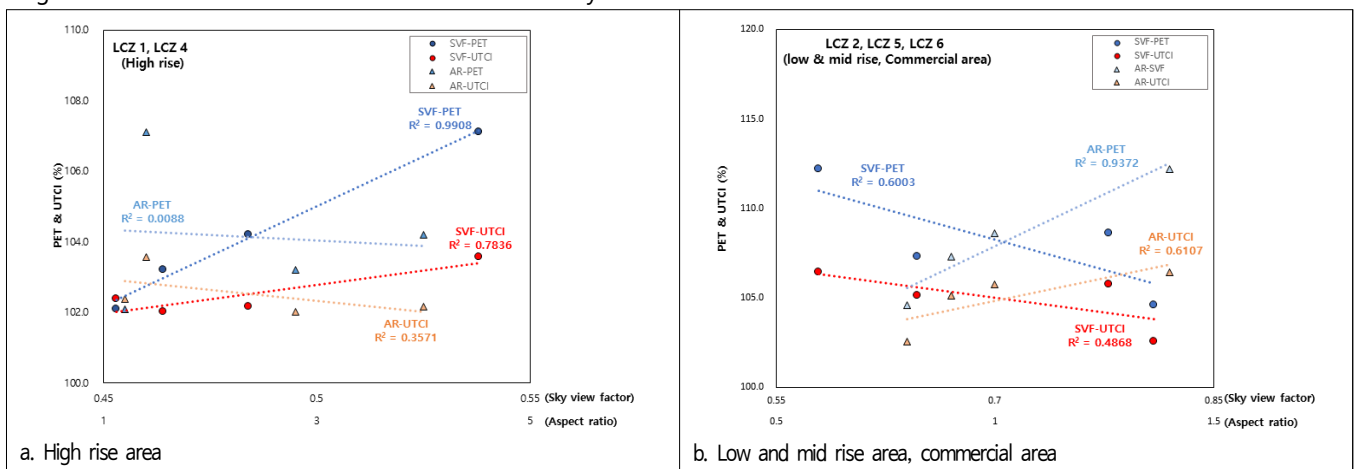 110.0
108.0
106.0
104.0
102.0
100.0
PET & UTCI (%)
LCZ 1, LCZ 4
(High rise)
SVF-PET
SVF-UTCI
AR-PET
AR-UTCI
SVF-PET
R² = 0.9908
AR-PET
R² = 0.0088
SVF-UTCI
R² = 0.7836
AR-UTCI
R² = 0.3571
0.45 0.5 0.55 (Sky view factor)
1 3 5 (Aspect ratio)
a. High rise area
120.0
115.0
110.0
105.0
100.0
PET & UTCI (%)
LCZ 2, LCZ 5, LCZ 6
(low & mid rise, Commercial area)
SVF-PET
SVF-UTCI
AR-SVF
AR-UTCI
AR-PET
R² = 0.9372
SVF-PET
R² = 0.6003
AR-UTCI
R² = 0.6107
SVF-UTCI
R² = 0.4868
0.55 0.7 0.85 (Sky view factor)
0.5 1 1.5 (Aspect ratio)
b. Low and mid rise area, commercial area